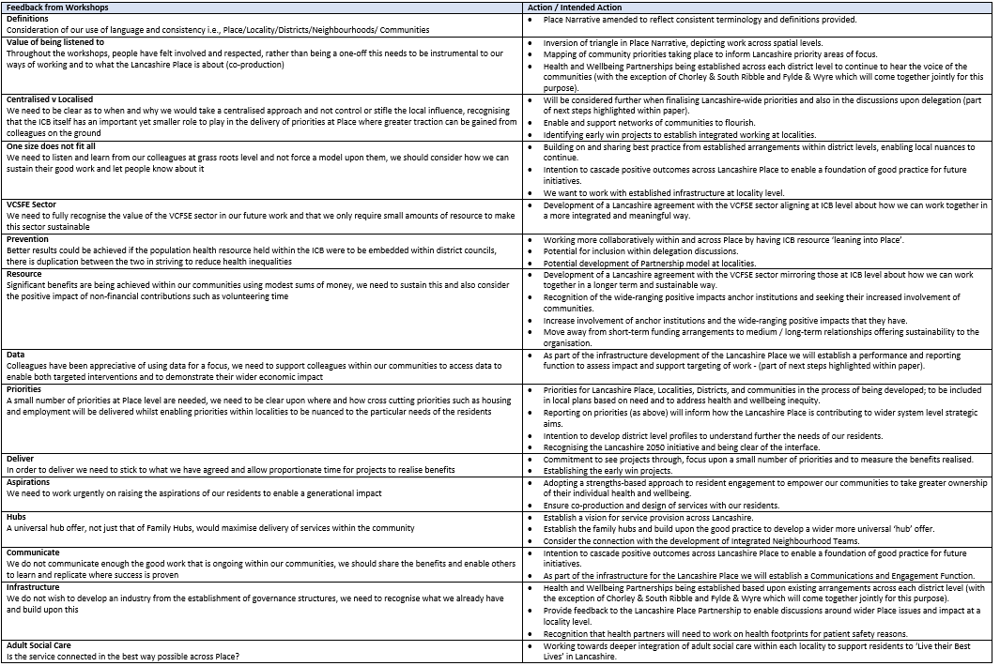 Feedback from Workshops
Action / Intended Action
Definitions
Consideration of our use of language and consistency i.e., Place/Locality/Districts/Neighbourhoods/ Communities
• Place Narrative amended to reflect consistent terminology and definitions provided.
Value of being listened to
Throughout the workshops, people have felt involved and respected, rather than being a one-off this needs to be instrumental to our
ways of working and to what the Lancashire Place is about (co-production)
• Inversion of triangle in Place Narrative, depicting work across spatial levels.
• Mapping of community priorities taking place to inform Lancashire priority areas of focus.
• Health and Wellbeing Partnerships being established across each district level to continue to hear the voice of the
communities (with the exception of Chorley & South Ribble and Fylde & Wyre which will come together jointly for this
purpose).
Centralised v Localised
We need to be clear as to when and why we would take a centralised approach and not control or stifle the local influence, recognising
that the ICB itself has an important yet smaller role to play in the delivery of priorities at Place where greater traction can be gained from
colleagues on the ground
• Will be considered further when finalising Lancashire-wide priorities and also in the discussions upon delegation (part
of next steps highlighted within paper).
• Enable and support networks of communities to flourish.
• Identifying early win projects to establish integrated working at localities.
One size does not fit all
We need to listen and learn from our colleagues at grass roots level and not force a model upon them, we should consider how we can
sustain their good work and let people know about it
• Building on and sharing best practice from established arrangements within district levels, enabling local nuances to
continue.
• Intention to cascade positive outcomes across Lancashire Place to enable a foundation of good practice for future
initiatives.
• We want to work with established infrastructure at locality level.
VCSFE Sector
We need to fully recognise the value of the VCFSE sector in our future work and that we only require small amounts of resource to make
this sector sustainable
• Development of a Lancashire agreement with the VCFSE sector aligning at ICB level about how we can work together in
a more integrated and meaningful way.
Prevention
Better results could be achieved if the population health resource held within the ICB were to be embedded within district councils,
there is duplication between the two in striving to reduce health inequalities
• Working more collaboratively within and across Place by having ICB resource ‘leaning into Place’.
• Potential for inclusion within delegation discussions.
• Potential development of Partnership model at localities.
Resource
Significant benefits are being achieved within our communities using modest sums of money, we need to sustain this and also consider
the positive impact of non-financial contributions such as volunteering time
• Development of a Lancashire agreement with the VCFSE sector mirroring those at ICB level about how we can work
together in a longer term and sustainable way.
• Recognition of the wide-ranging positive impacts anchor institutions and seeking their increased involvement of
communities.
• Increase involvement of anchor institutions and the wide-ranging positive impacts that they have.
• Move away from short-term funding arrangements to medium / long-term relationships offering sustainability to the
organisation.
Data
Colleagues have been appreciative of using data for a focus, we need to support colleagues within our communities to access data to
enable both targeted interventions and to demonstrate their wider economic impact
• As part of the infrastructure development of the Lancashire Place we will establish a performance and reporting
function to assess impact and support targeting of work - (part of next steps highlighted within paper).
Priorities
A small number of priorities at Place level are needed, we need to be clear upon where and how cross cutting priorities such as housing
and employment will be delivered whilst enabling priorities within localities to be nuanced to the particular needs of the residents
• Priorities for Lancashire Place, Localities, Districts, and communities in the process of being developed; to be included
in local plans based on need and to address health and wellbeing inequity.
• Reporting on priorities (as above) will inform how the Lancashire Place is contributing to wider system level strategic
aims.
• Intention to develop district level profiles to understand further the needs of our residents.
• Recognising the Lancashire 2050 initiative and being clear of the interface.
Deliver
In order to deliver we need to stick to what we have agreed and allow proportionate time for projects to realise benefits
• Commitment to see projects through, focus upon a small number of priorities and to measure the benefits realised.
• Establishing the early win projects.
Aspirations
We need to work urgently on raising the aspirations of our residents to enable a generational impact
• Adopting a strengths-based approach to resident engagement to empower our communities to take greater ownership
of their individual health and wellbeing.
• Ensure co-production and design of services with our residents.
Hubs
A universal hub offer, not just that of Family Hubs, would maximise delivery of services within the community
• Establish a vision for service provision across Lancashire.
• Establish the family hubs and build upon the good practice to develop a wider more universal ‘hub’ offer.
• Consider the connection with the development of Integrated Neighbourhood Teams.
Communicate
We do not communicate enough the good work that is ongoing within our communities, we should share the benefits and enable others
to learn and replicate where success is proven
• Intention to cascade positive outcomes across Lancashire Place to enable a foundation of good practice for future
initiatives.
• As part of the infrastructure for the Lancashire Place we will establish a Communications and Engagement Function.
Infrastructure
We do not wish to develop an industry from the establishment of governance structures, we need to recognise what we already have
and build upon this
• Health and Wellbeing Partnerships being established based upon existing arrangements across each district level (with
the exception of Chorley & South Ribble and Fylde & Wyre which will come together jointly for this purpose).
• Provide feedback to the Lancashire Place Partnership to enable discussions around wider Place issues and impact at a
locality level.
• Recognition that health partners will need to work on health footprints for patient safety reasons.
Adult Social Care
Is the service connected in the best way possible across Place?
• Working towards deeper integration of adult social care within each locality to support residents to ‘Live their Best
Lives’ in Lancashire.